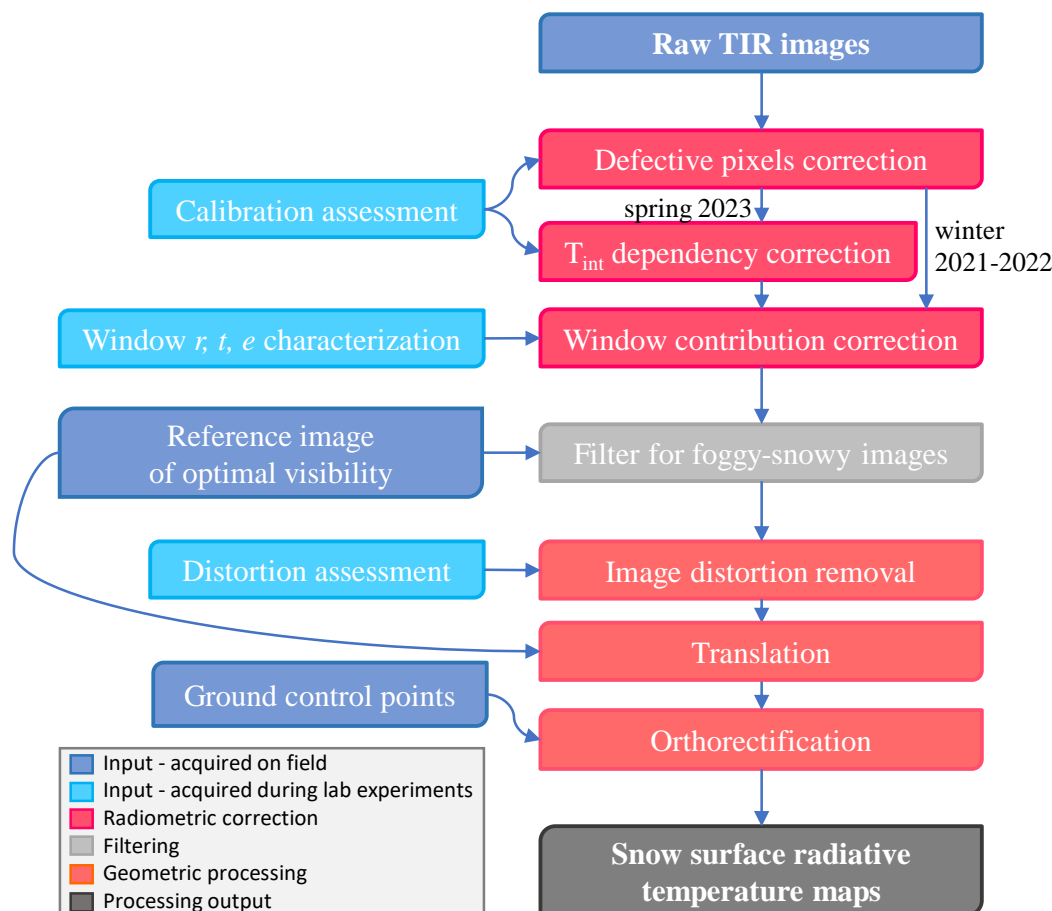 Raw TIR images
Defective pixels correction
Calibration assessment
spring 2023
winter
2021-2022
T_int dependency correction
Window r, t, e characterization
Window contribution correction
Reference image
of optimal visibility
Filter for foggy-snowy images
Distortion assessment
Image distortion removal
Translation
Ground control points
Orthorectification
Input - acquired on field
Input - acquired during lab experiments
Radiometric correction
Filtering
Geometric processing
Processing output
Snow surface radiative
temperature maps